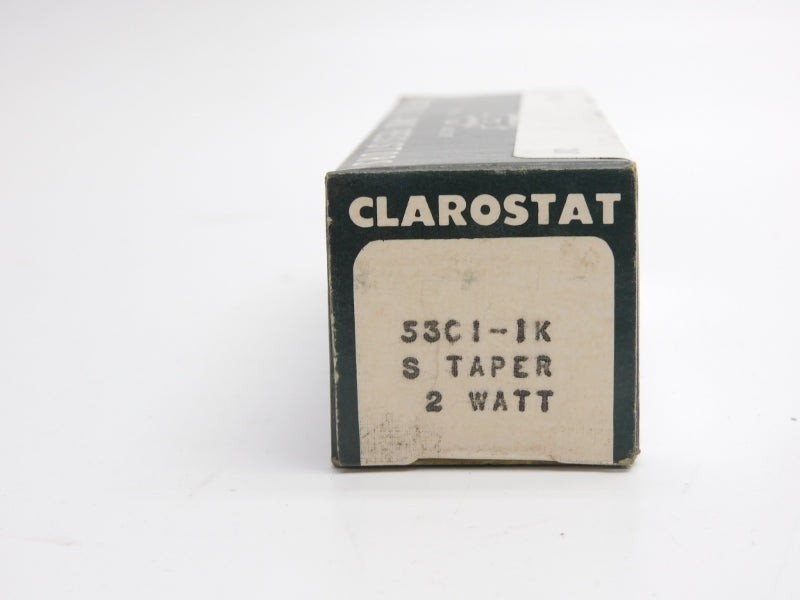 CLAROSTAT
53C1-1K
S TAPER
2 WATT